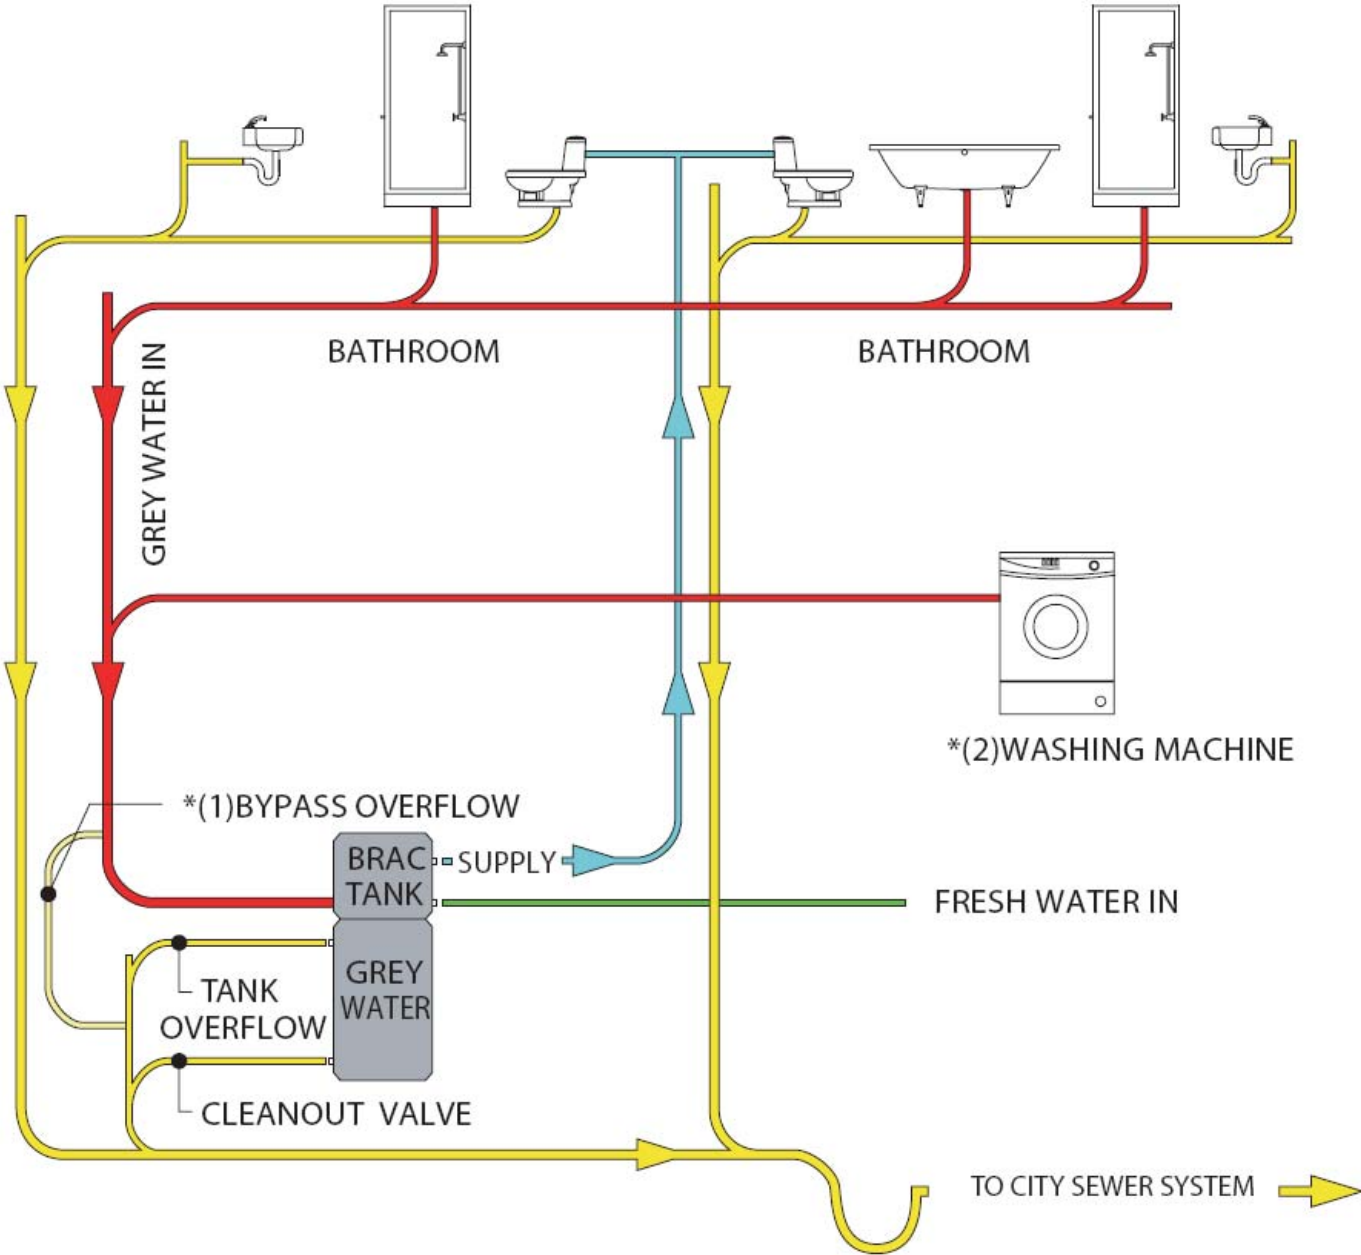 BATHROOM
BATHROOM
GREY WATER IN
*(2)WASHING MACHINE
*(1)BYPASS OVERFLOW
BRAC
TANK
SUPPLY
FRESH WATER IN
GREY
WATER
TANK
OVERFLOW
CLEANOUT VALVE
TO CITY SEWER SYSTEM